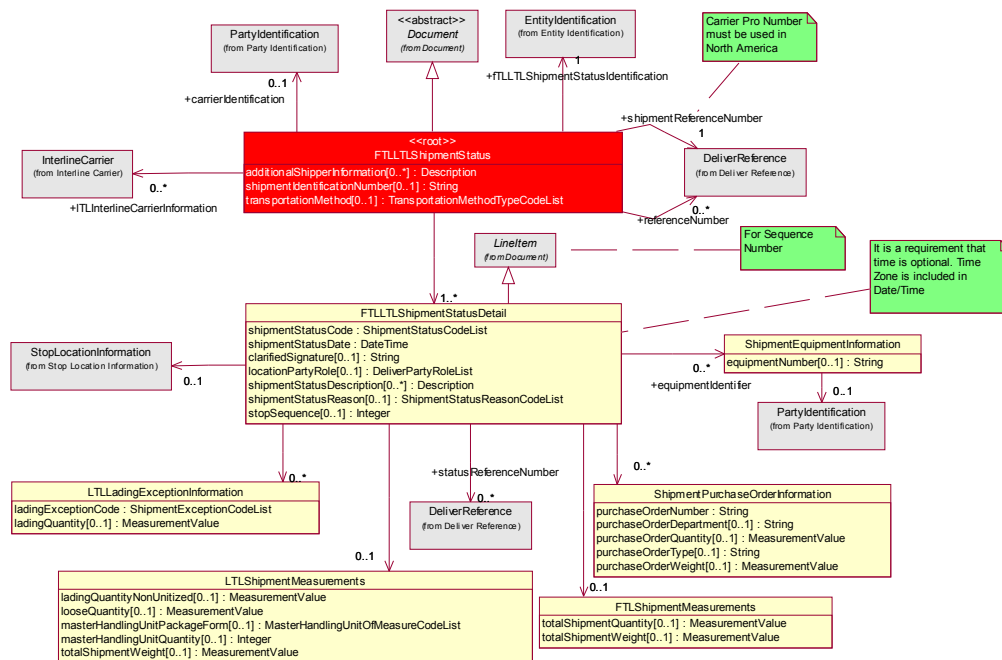 <<abstract>>
Document
(from Document)
EntityIdentification
(from Entity Identification)
Carrier Pro Number
must be used in
North America
PartyIdentification
(from Party Identification)
1
0..1
+fTLLTLShipmentStatusIdentification
+carrierIdentification
+shipmentReferenceNumber
1
<<root>>
FTLLTLShipmentStatus
additionalShipperInformation[0..*] : Description
shipmentIdentificationNumber[0..1] : String
transportationMethod[0..1] : TransportationMethodTypeCodeList
InterlineCarrier
(from Interline Carrier)
0..*
+lTLInterlineCarrierInformation
DeliverReference
(from Deliver Reference)
0..*
+referenceNumber
LineItem
(from Document)
For Sequence
Number
It is a requirement that
time is optional. Time
Zone is included in
Date/Time
1..*
FTLLTLShipmentStatusDetail
shipmentStatusCode : ShipmentStatusCodeList
shipmentStatusDate : DateTime
clarifiedSignature[0..1] : String
locationPartyRole[0..1] : DeliverPartyRoleList
shipmentStatusDescription[0..*] : Description
shipmentStatusReason[0..1] : ShipmentStatusReasonCodeList
stopSequence[0..1] : Integer
StopLocationInformation
(from Stop Location Information)
0..1
ShipmentEquipmentInformation
equipmentNumber[0..1] : String
0..*
+equipmentIdentifer
0..1
PartyIdentification
(from Party Identification)
0..*
LTLLadingExceptionInformation
ladingExceptionCode : ShipmentExceptionCodeList
ladingQuantity[0..1] : MeasurementValue
+statusReferenceNumber
0..*
DeliverReference
(from Deliver Reference)
0..*
ShipmentPurchaseOrderInformation
purchaseOrderNumber : String
purchaseOrderDepartment[0..1] : String
purchaseOrderQuantity[0..1] : MeasurementValue
purchaseOrderType[0..1] : String
purchaseOrderWeight[0..1] : MeasurementValue
0..1
LTLShipmentMeasurements
ladingQuantityNonUnitized[0..1] : MeasurementValue
looseQuantity[0..1] : MeasurementValue
masterHandlingUnitPackageForm[0..1] : MasterHandlingUnitOfMeasureCodeList
masterHandlingUnitQuantity[0..1] : Integer
totalShipmentWeight[0..1] : MeasurementValue
0..1
FTLShipmentMeasurements
totalShipmentQuantity[0..1] : MeasurementValue
totalShipmentWeight[0..1] : MeasurementValue